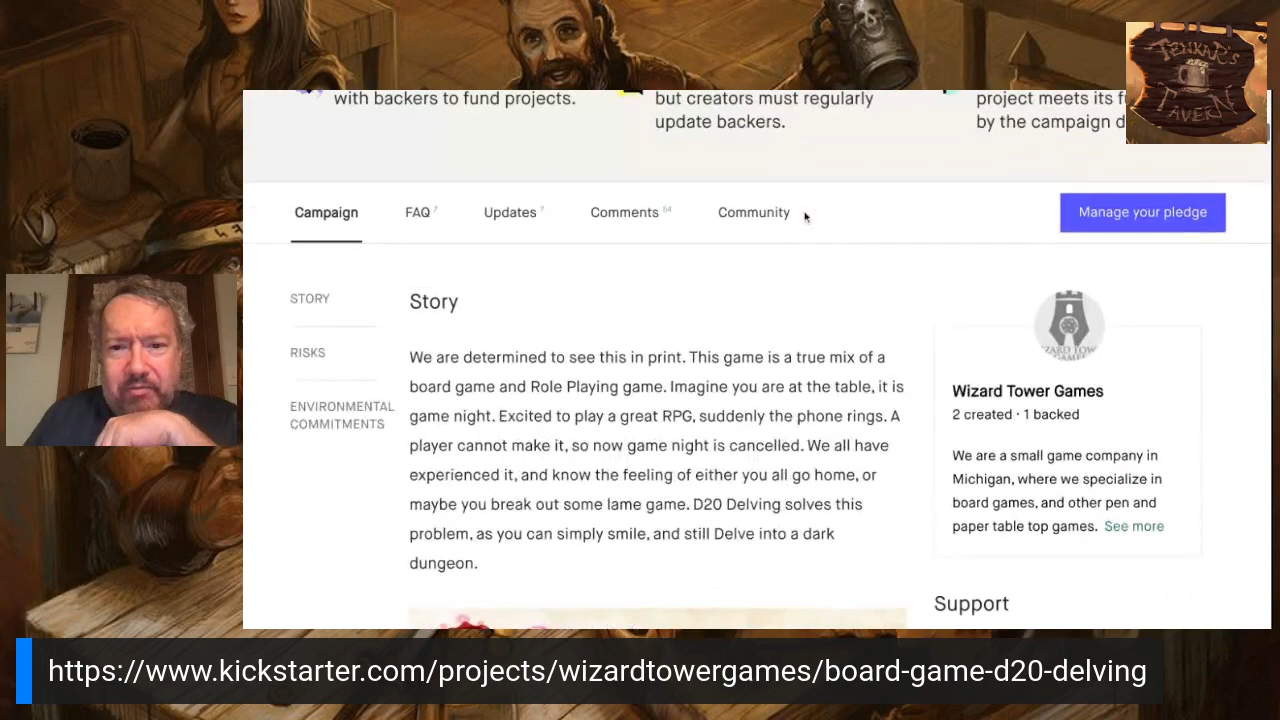 TENKAR'S
TAVERN
with backers to fund projects.
but creators must regularly
update backers.
project meets its f
by the campaign d
Campaign
FAQ 7
Updates 7
Comments 64
Community
Manage your pledge
STORY
RISKS
ENVIRONMENTAL
COMMITMENTS
Story
We are determined to see this in print. This game is a true mix of a
board game and Role Playing game. Imagine you are at the table, it is
game night. Excited to play a great RPG, suddenly the phone rings. A
player cannot make it, so now game night is cancelled. We all have
experienced it, and know the feeling of either you all go home, or
maybe you break out some lame game. D20 Delving solves this
problem, as you can simply smile, and still Delve into a dark
dungeon.
Wizard Tower Games
2 created · 1 backed
We are a small game company in
Michigan, where we specialize in
board games, and other pen and
paper table top games. See more
Support
https://www.kickstarter.com/projects/wizardtowergames/board-game-d20-delving